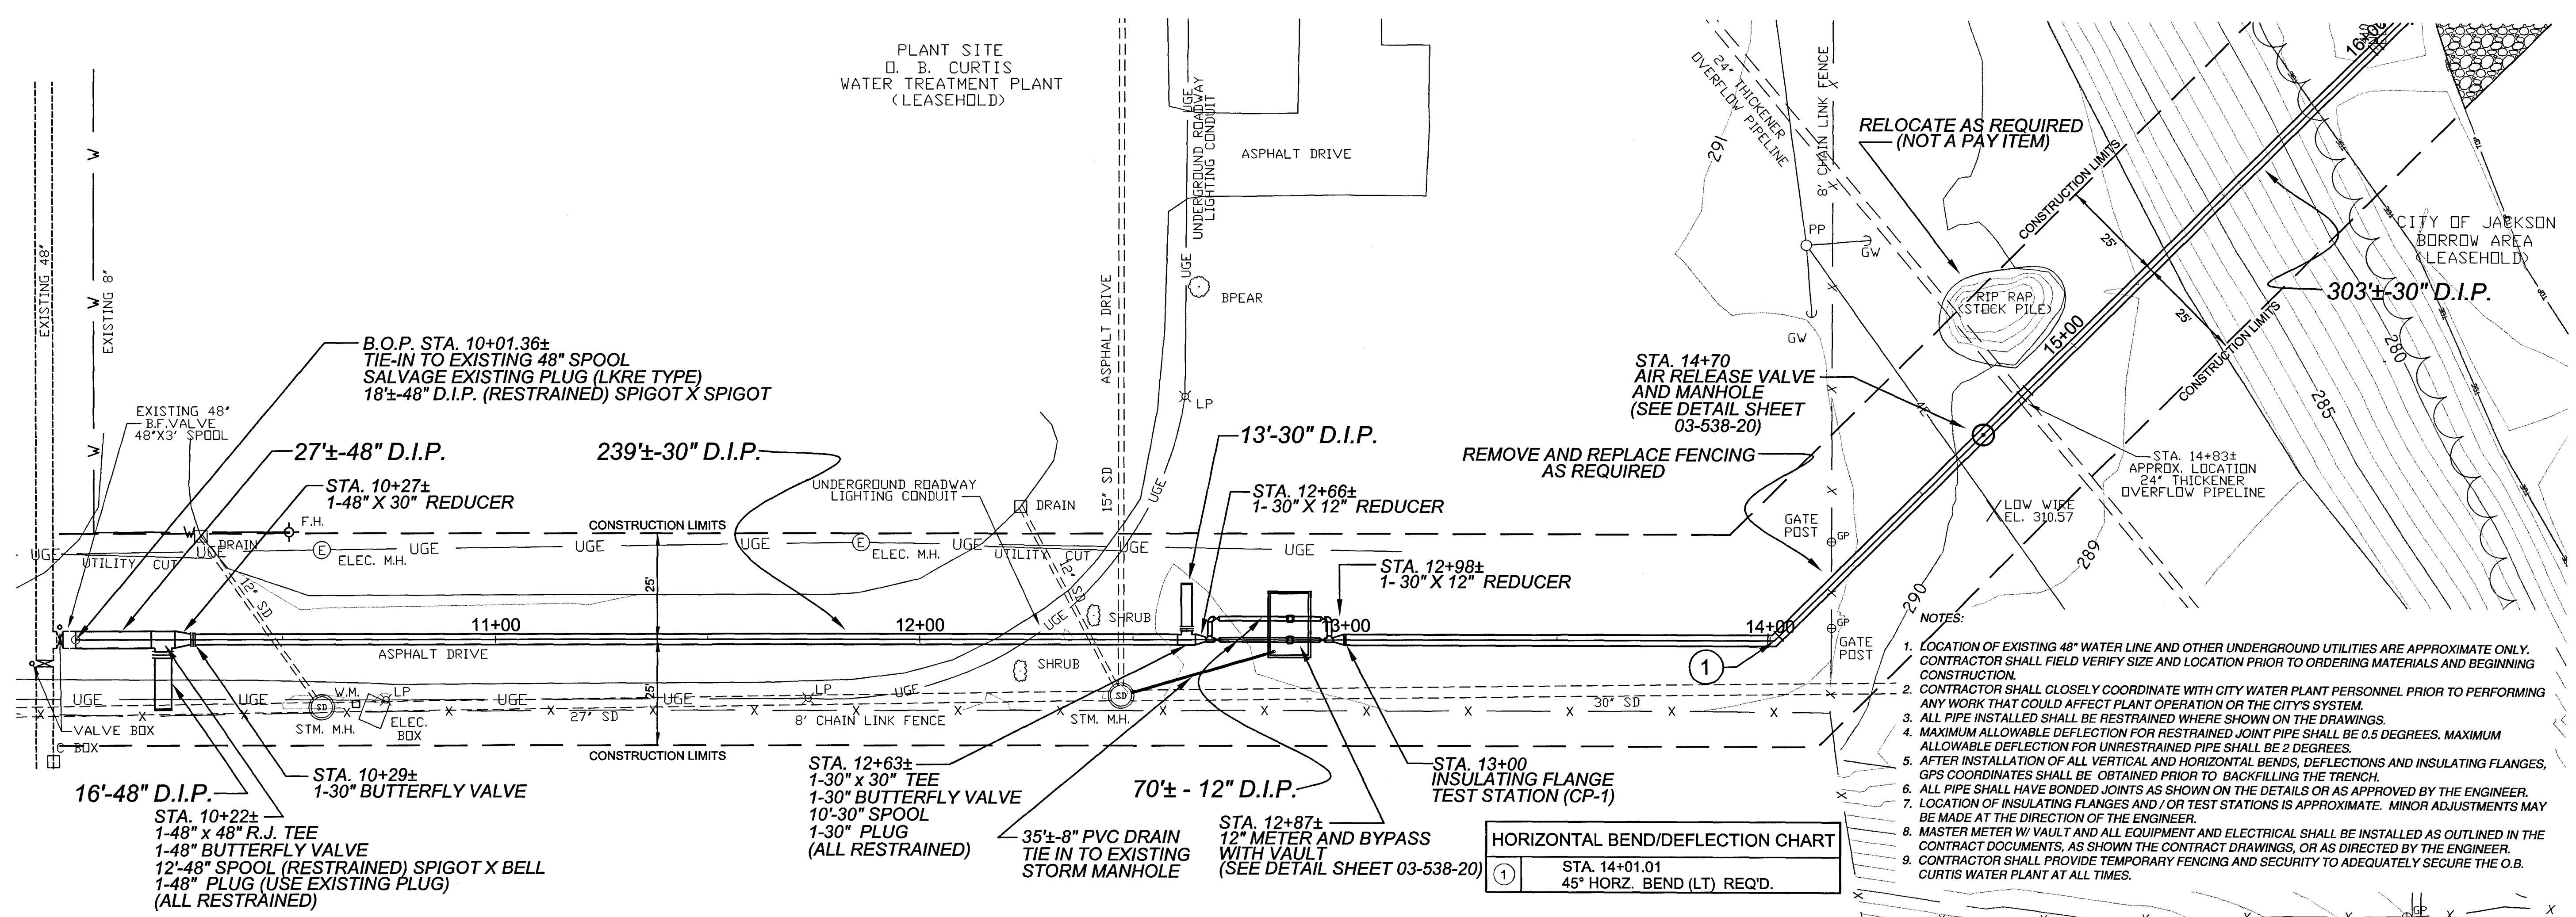 PLANT SITE
O. B. CURTIS
WATER TREATMENT PLANT
(LEASEHOLD)
EXISTING 48"
EXISTING 8"
W
W
W
W
B.O.P. STA. 10+01.36±
TIE-IN TO EXISTING 48" SPOOL
SALVAGE EXISTING PLUG (LKRE TYPE)
18'±-48" D.I.P. (RESTRAINED) SPIGOT X SPIGOT
EXISTING 48"
B.F.VALVE
48"X3' SPOOL
27'±-48" D.I.P.
STA. 10+27±
1-48" X 30" REDUCER
239'±-30" D.I.P.
UNDERGROUND ROADWAY
LIGHTING CONDUIT
DRAIN
15" SD
ASPHALT DRIVE
UGE
UNDERGROUND ROADWAY
LIGHTING CONDUIT
UGE
UGE
ASPHALT DRIVE
BPEAR
LP
13'-30" D.I.P.
STA. 12+66±
1- 30" X 12" REDUCER
STA. 12+98±
1- 30" X 12" REDUCER
F.H.
DRAIN
CONSTRUCTION LIMITS
UGE
UGE
E
ELEC. M.H.
UGE
UGE
UGE
E
ELEC. M.H.
UGE
UTILITY CUT
UGE
UGE
UTILITY CUT
12" SD
12" SD
25'
25'
11+00
12+00
13+00
14+00
15+00
16+00
ASPHALT DRIVE
SHRUB
SHRUB
UGE
UGE
UGE
UGE
UGE
UGE
W.M.
LP
LP
SD
SD
STM. M.H.
ELEC.
BOX
27" SD
8' CHAIN LINK FENCE
STM. M.H.
30" SD
VALVE BOX
C BOX
CONSTRUCTION LIMITS
16'-48" D.I.P.
STA. 10+22±
1-48" x 48" R.J. TEE
1-48" BUTTERFLY VALVE
12'-48" SPOOL (RESTRAINED) SPIGOT X BELL
1-48" PLUG (USE EXISTING PLUG)
(ALL RESTRAINED)
STA. 10+29±
1-30" BUTTERFLY VALVE
STA. 12+63±
1-30" x 30" TEE
1-30" BUTTERFLY VALVE
10'-30" SPOOL
1-30" PLUG
(ALL RESTRAINED)
35'±-8" PVC DRAIN
TIE IN TO EXISTING
STORM MANHOLE
70'± - 12" D.I.P.
STA. 12+87±
12" METER AND BYPASS
WITH VAULT
(SEE DETAIL SHEET 03-538-20)
STA. 13+00
INSULATING FLANGE
TEST STATION (CP-1)
HORIZONTAL BEND/DEFLECTION CHART
1
STA. 14+01.01
45° HORZ. BEND (LT) REQ'D.
1
24" THICKENER
OVERFLOW PIPELINE
8' CHAIN LINK FENCE
291
PP
GW
GW
RELOCATE AS REQUIRED
(NOT A PAY ITEM)
CONSTRUCTION LIMITS
25'
25'
CONSTRUCTION LIMITS
RIP RAP
(STOCK PILE)
CITY OF JACKSON
BORROW AREA
(LEASEHOLD)
303'±-30" D.I.P.
280
285
289
290
STA. 14+70
AIR RELEASE VALVE
AND MANHOLE
(SEE DETAIL SHEET
03-538-20)
REMOVE AND REPLACE FENCING
AS REQUIRED
STA. 14+83±
APPROX. LOCATION
24" THICKENER
OVERFLOW PIPELINE
LOW WIRE
EL. 310.57
GATE
POST
GP
GP
GATE
POST
NOTES:
1. LOCATION OF EXISTING 48" WATER LINE AND OTHER UNDERGROUND UTILITIES ARE APPROXIMATE ONLY.
CONTRACTOR SHALL FIELD VERIFY SIZE AND LOCATION PRIOR TO ORDERING MATERIALS AND BEGINNING
CONSTRUCTION.
2. CONTRACTOR SHALL CLOSELY COORDINATE WITH CITY WATER PLANT PERSONNEL PRIOR TO PERFORMING
ANY WORK THAT COULD AFFECT PLANT OPERATION OR THE CITY'S SYSTEM.
3. ALL PIPE INSTALLED SHALL BE RESTRAINED WHERE SHOWN ON THE DRAWINGS.
4. MAXIMUM ALLOWABLE DEFLECTION FOR RESTRAINED JOINT PIPE SHALL BE 0.5 DEGREES. MAXIMUM
ALLOWABLE DEFLECTION FOR UNRESTRAINED PIPE SHALL BE 2 DEGREES.
5. AFTER INSTALLATION OF ALL VERTICAL AND HORIZONTAL BENDS, DEFLECTIONS AND INSULATING FLANGES,
GPS COORDINATES SHALL BE OBTAINED PRIOR TO BACKFILLING THE TRENCH.
6. ALL PIPE SHALL HAVE BONDED JOINTS AS SHOWN ON THE DETAILS OR AS APPROVED BY THE ENGINEER.
7. LOCATION OF INSULATING FLANGES AND / OR TEST STATIONS IS APPROXIMATE. MINOR ADJUSTMENTS MAY
BE MADE AT THE DIRECTION OF THE ENGINEER.
8. MASTER METER W/ VAULT AND ALL EQUIPMENT AND ELECTRICAL SHALL BE INSTALLED AS OUTLINED IN THE
CONTRACT DOCUMENTS, AS SHOWN THE CONTRACT DRAWINGS, OR AS DIRECTED BY THE ENGINEER.
9. CONTRACTOR SHALL PROVIDE TEMPORARY FENCING AND SECURITY TO ADEQUATELY SECURE THE O.B.
CURTIS WATER PLANT AT ALL TIMES.
GP